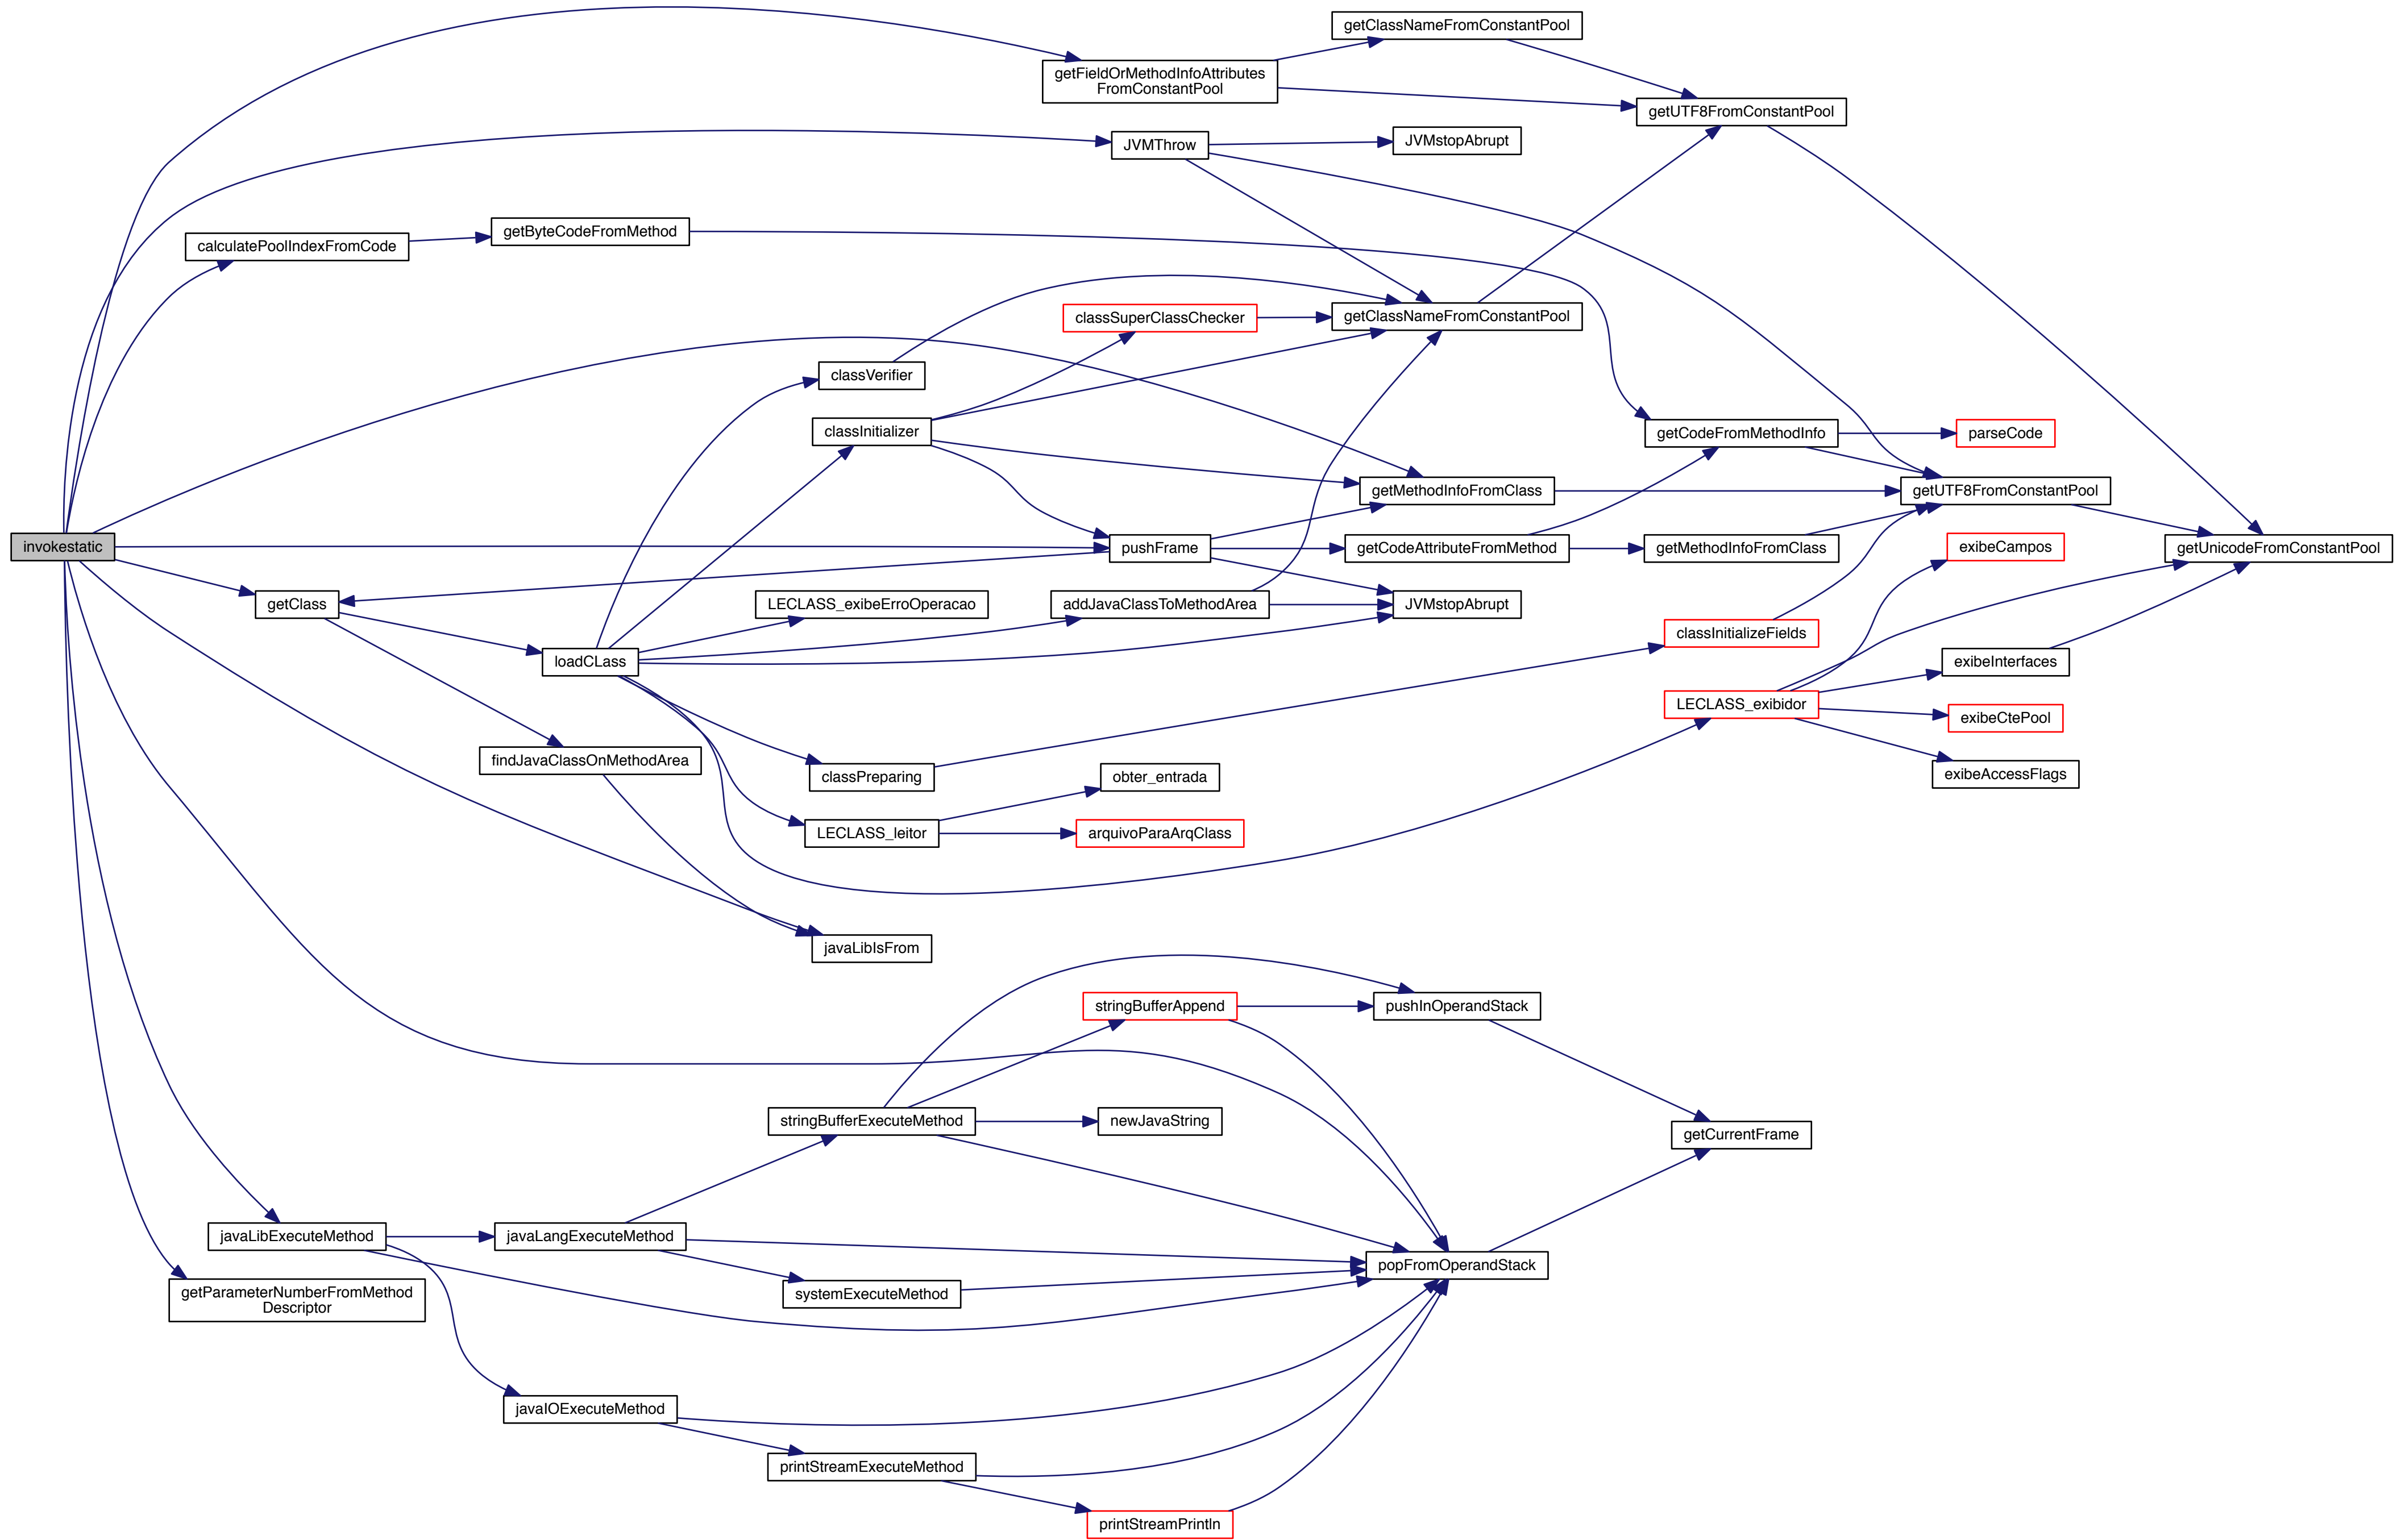 getClassNameFromConstantPool
getFieldOrMethodInfoAttributes
FromConstantPool
getUTF8FromConstantPool
JVMThrow
JVMstopAbrupt
calculatePoolIndexFromCode
getByteCodeFromMethod
classSuperClassChecker
getClassNameFromConstantPool
classVerifier
classInitializer
getCodeFromMethodInfo
parseCode
getMethodInfoFromClass
getUTF8FromConstantPool
invokestatic
pushFrame
getCodeAttributeFromMethod
getMethodInfoFromClass
exibeCampos
getUnicodeFromConstantPool
getClass
LECLASS_exibeErroOperacao
addJavaClassToMethodArea
JVMstopAbrupt
classInitializeFields
loadCLass
exibeInterfaces
LECLASS_exibidor
exibeCtePool
findJavaClassOnMethodArea
classPreparing
obter_entrada
exibeAccessFlags
LECLASS_leitor
arquivoParaArqClass
javaLibIsFrom
stringBufferAppend
pushInOperandStack
stringBufferExecuteMethod
newJavaString
getCurrentFrame
javaLibExecuteMethod
javaLangExecuteMethod
popFromOperandStack
getParameterNumberFromMethod
Descriptor
systemExecuteMethod
javaIOExecuteMethod
printStreamExecuteMethod
printStreamPrintln